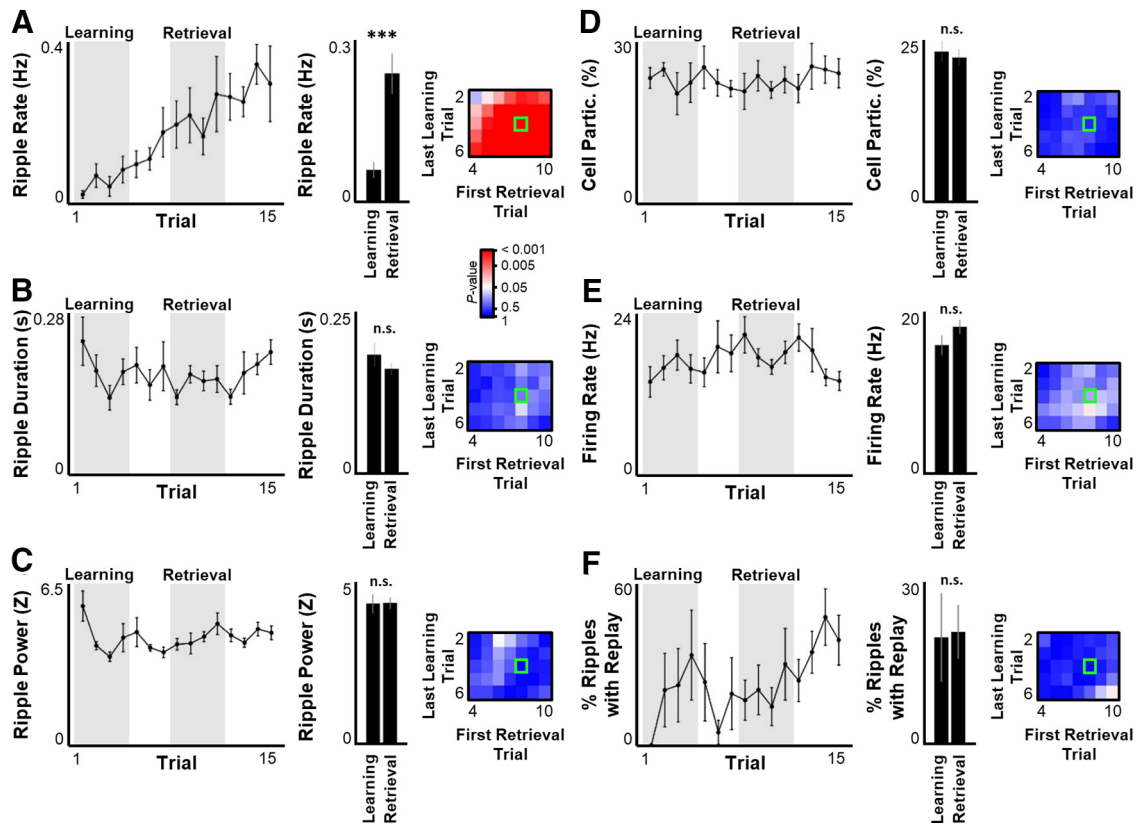 A
Learning
Retrieval
Ripple Rate (Hz)
0.4
0
1
15
Trial
Ripple Rate (Hz)
0.3
0
***
Learning
Retrieval
Last Learning
Trial
2
6
4
10
First Retrieval
Trial
P-value
< 0.001
0.005
0.05
0.5
1
B
Learning
Retrieval
Ripple Duration (s)
0.28
0
1
15
Trial
Ripple Duration (s)
0.25
0
n.s.
Learning
Retrieval
Last Learning
Trial
2
6
4
10
First Retrieval
Trial
C
Learning
Retrieval
Ripple Power (Z)
6.5
0
1
15
Trial
Ripple Power (Z)
5
0
n.s.
Learning
Retrieval
Last Learning
Trial
2
6
4
10
First Retrieval
Trial
D
Learning
Retrieval
Cell Partic. (%)
30
0
1
15
Trial
Cell Partic. (%)
25
0
n.s.
Learning
Retrieval
Last Learning
Trial
2
6
4
10
First Retrieval
Trial
E
Learning
Retrieval
Firing Rate (Hz)
24
0
1
15
Trial
Firing Rate (Hz)
20
0
n.s.
Learning
Retrieval
Last Learning
Trial
2
6
4
10
First Retrieval
Trial
F
Learning
Retrieval
% Ripples
with Replay
60
0
1
15
Trial
% Ripples
with Replay
30
0
n.s.
Learning
Retrieval
Last Learning
Trial
2
6
4
10
First Retrieval
Trial